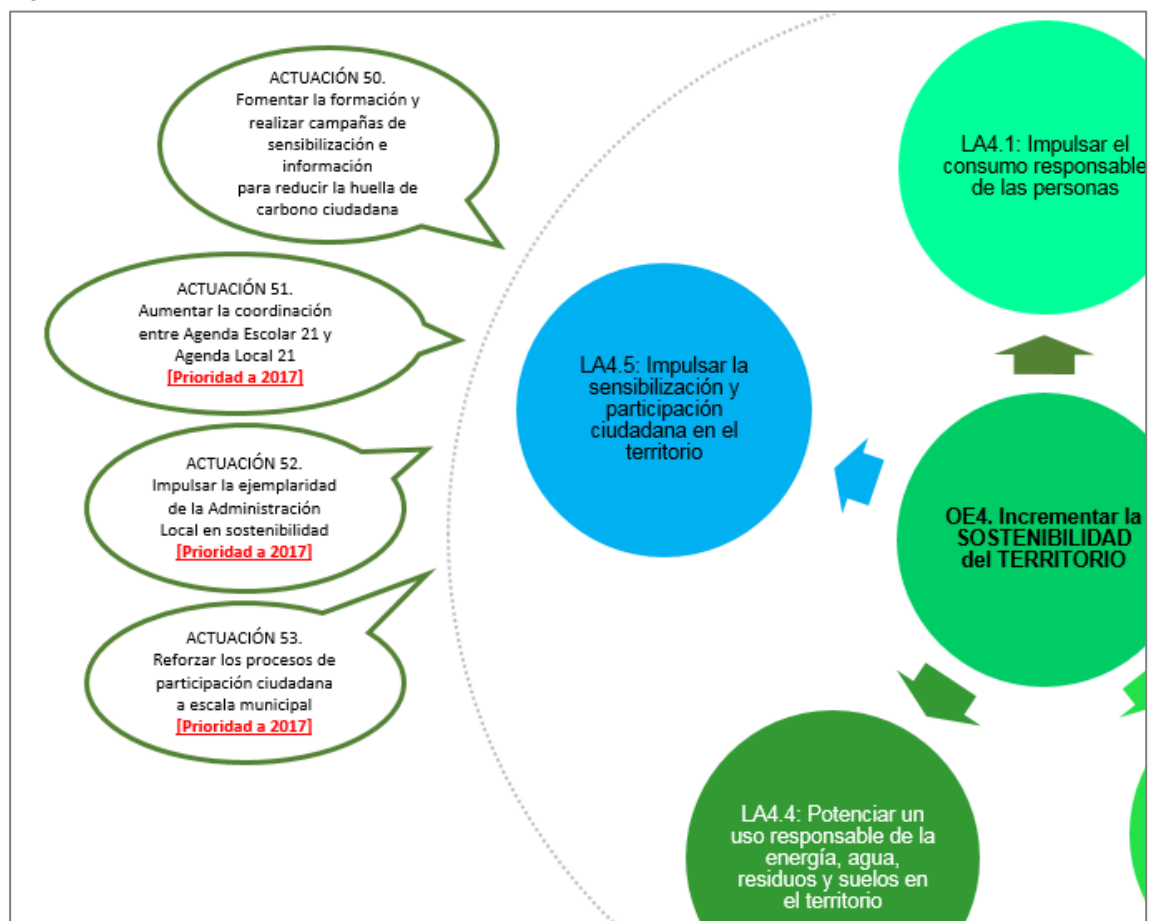 ACTUACIÓN 50.
Fomentar la formación y
realizar campañas de
sensibilización e
información
para reducir la huella de
carbono ciudadana
ACTUACIÓN 51.
Aumentar la coordinación
entre Agenda Escolar 21 y
Agenda Local 21
[Prioridad a 2017]
ACTUACIÓN 52.
Impulsar la ejemplaridad
de la Administración
Local en sostenibilidad
[Prioridad a 2017]
ACTUACIÓN 53.
Reforzar los procesos de
participación ciudadana
a escala municipal
[Prioridad a 2017]
LA4.5: Impulsar la
sensibilización y
participación
ciudadana en el
territorio
LA4.1: Impulsar el
consumo responsable
de las personas
OE4. Incrementar la
SOSTENIBILIDAD
del TERRITORIO
LA4.4: Potenciar un
uso responsable de la
energía, agua,
residuos y suelos en
el territorio